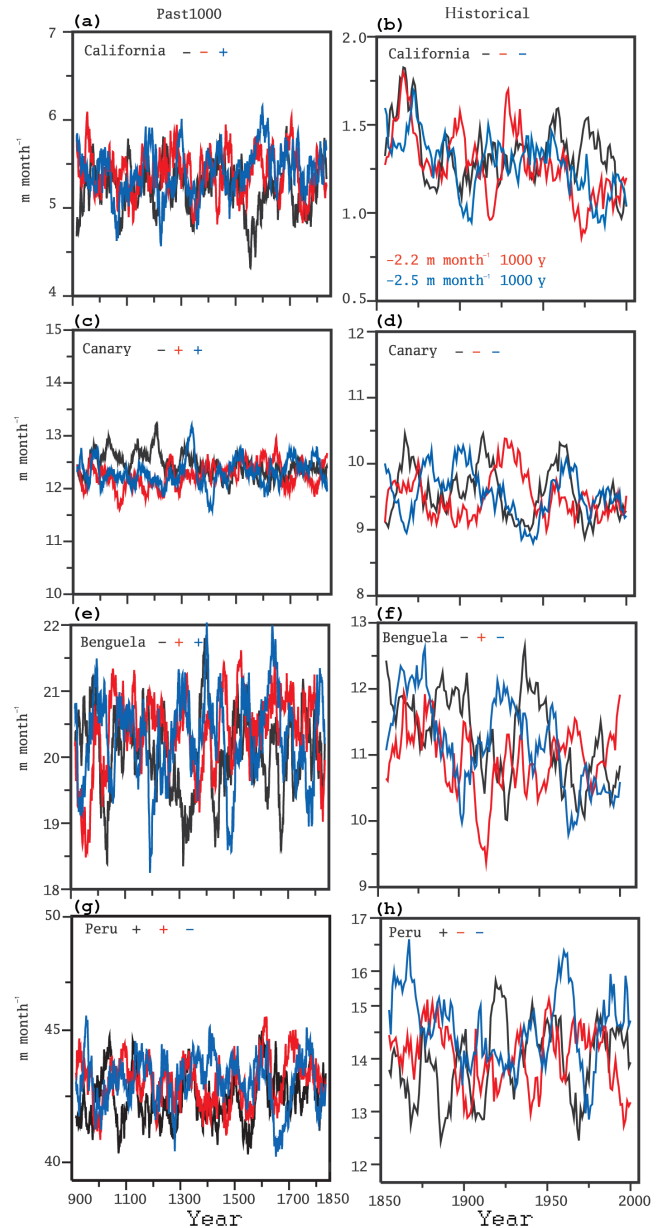 Past1000 Historical
(a) (b)
7 2.0
California − − + California − − −
6 1.5
m month⁻¹
5 1.0
−2.2 m month⁻¹ 1000 y
−2.5 m month⁻¹ 1000 y
4 0.5
(c) (d)
15 12
Canary − + + Canary − − −
14 11
13
m month⁻¹
12 10
11 9
10 8
(e) (f)
22 13
Benguela − + + Benguela − + −
21 12
20 11
m month⁻¹
19 10
18 9
(g) (h)
50 17
Peru + + − Peru + − −
16
15
45 14
m month⁻¹
13
40 12
900 1100 1300 1500 1700 1850 1850 1900 1950 2000
Year Year